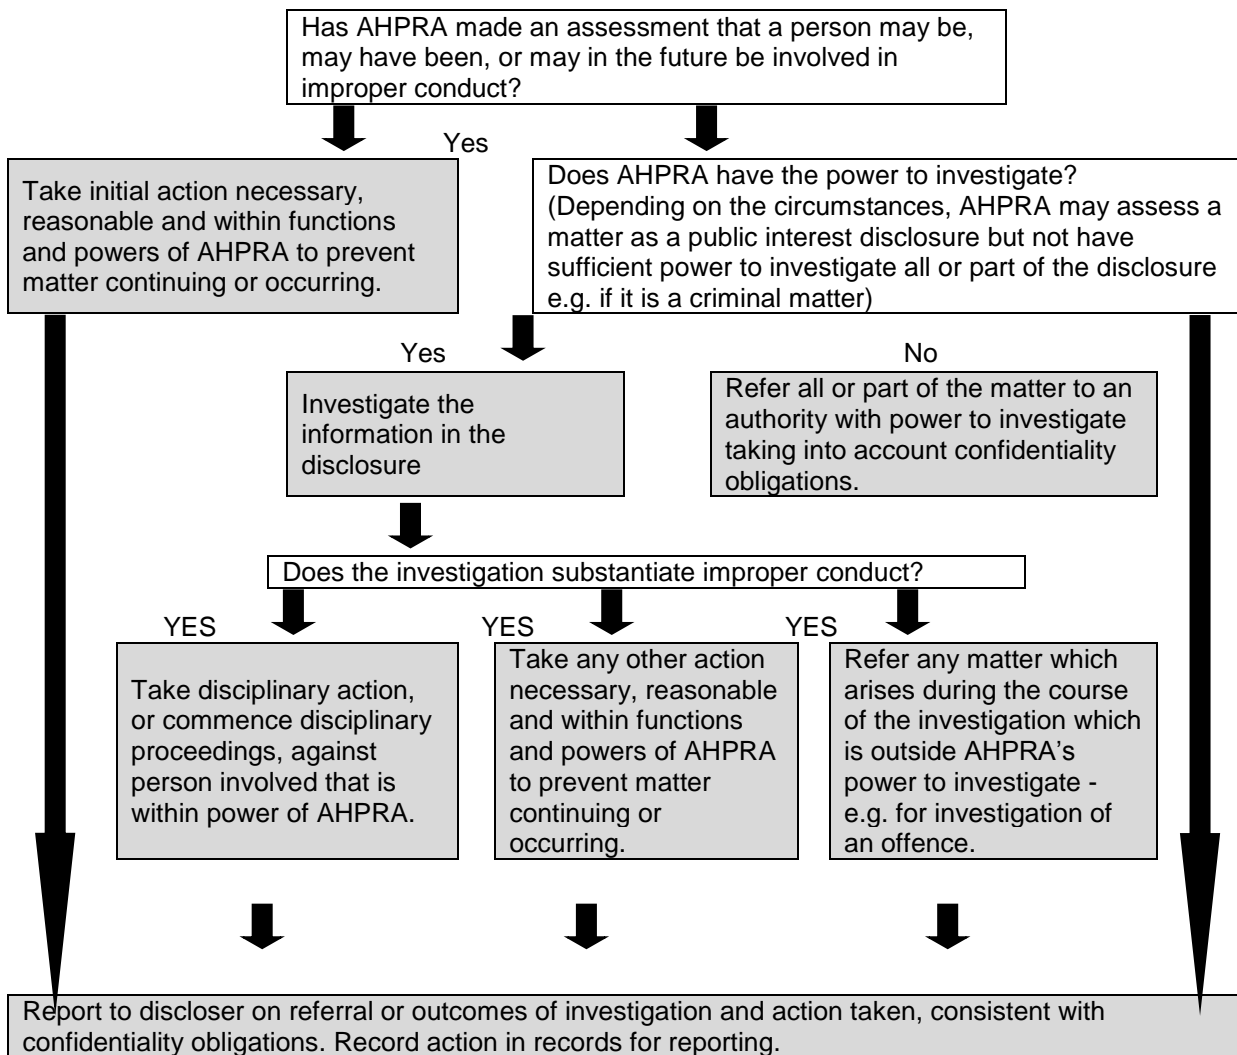 Has AHPRA made an assessment that a person may be,
may have been, or may in the future be involved in
improper conduct?
Yes
Take initial action necessary,
reasonable and within functions
and powers of AHPRA to prevent
matter continuing or occurring.
Does AHPRA have the power to investigate?
(Depending on the circumstances, AHPRA may assess a
matter as a public interest disclosure but not have
sufficient power to investigate all or part of the disclosure
e.g. if it is a criminal matter)
Yes
No
Investigate the
information in the
disclosure
Refer all or part of the matter to an
authority with power to investigate
taking into account confidentiality
obligations.
Does the investigation substantiate improper conduct?
YES
YES
YES
Take disciplinary action,
or commence disciplinary
proceedings, against
person involved that is
within power of AHPRA.
Take any other action
necessary, reasonable
and within functions
and powers of AHPRA
to prevent matter
continuing or
occurring.
Refer any matter which
arises during the course
of the investigation which
is outside AHPRA's
power to investigate -
e.g. for investigation of
an offence.
Report to discloser on referral or outcomes of investigation and action taken, consistent with
confidentiality obligations. Record action in records for reporting.